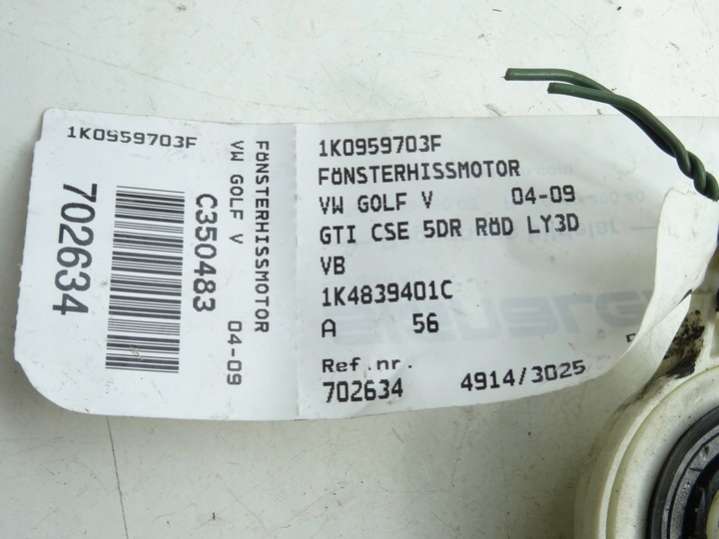 1K0959703F
FÖNSTERHISSMOTOR
VW GOLF V 04-09
C350483
702634
1K0959703F
FÖNSTERHISSMOTOR
VW GOLF V 04-09
GTI CSE 5DR RÖD LY3D
VB
1K4839401C
A 56
Ref.nr.
702634 4914/3025